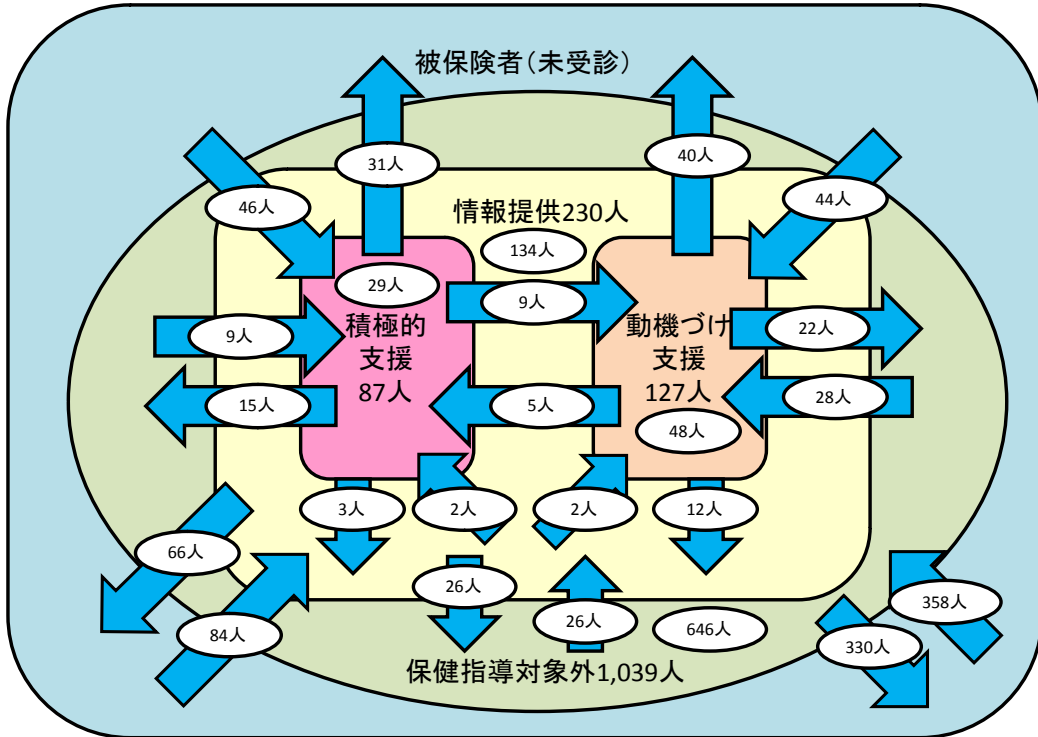 被保険者（未受診）
31人
40人
46人
44人
情報提供230人
134人
29人
9人
積極的
支援
87人
動機づけ
支援
127人
9人
22人
15人
5人
28人
48人
3人
2人
2人
12人
66人
26人
84人
26人
646人
358人
330人
保健指導対象外1,039人